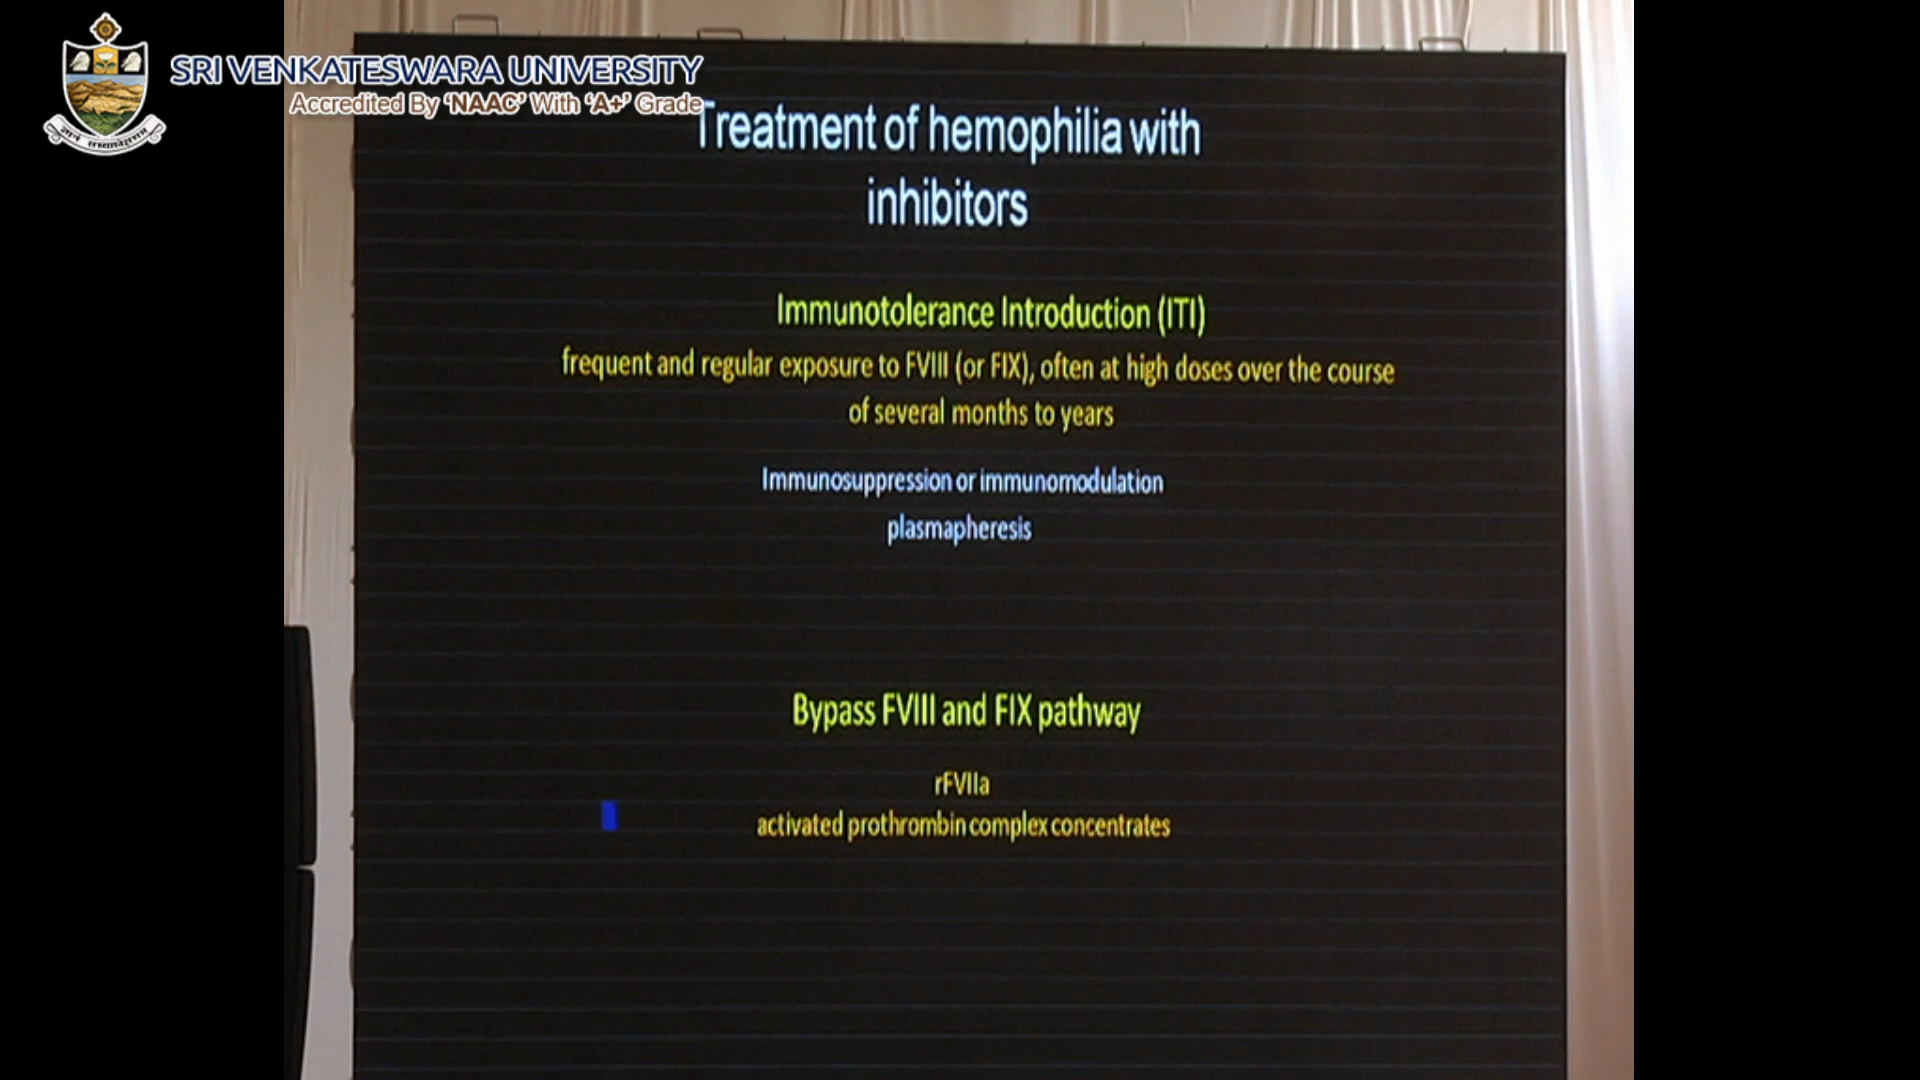 SRI VENKATESWARA UNIVERSITY
Accredited By ‘NAAC’ With ‘A+’ Grade
Treatment of hemophilia with
inhibitors
Immunotolerance Introduction (ITI)
frequent and regular exposure to FVIII (or FIX), often at high doses over the course
of several months to years
Immunosuppression or immunomodulation
plasmapheresis
Bypass FVIII and FIX pathway
rFVIIa
activated prothrombin complex concentrates